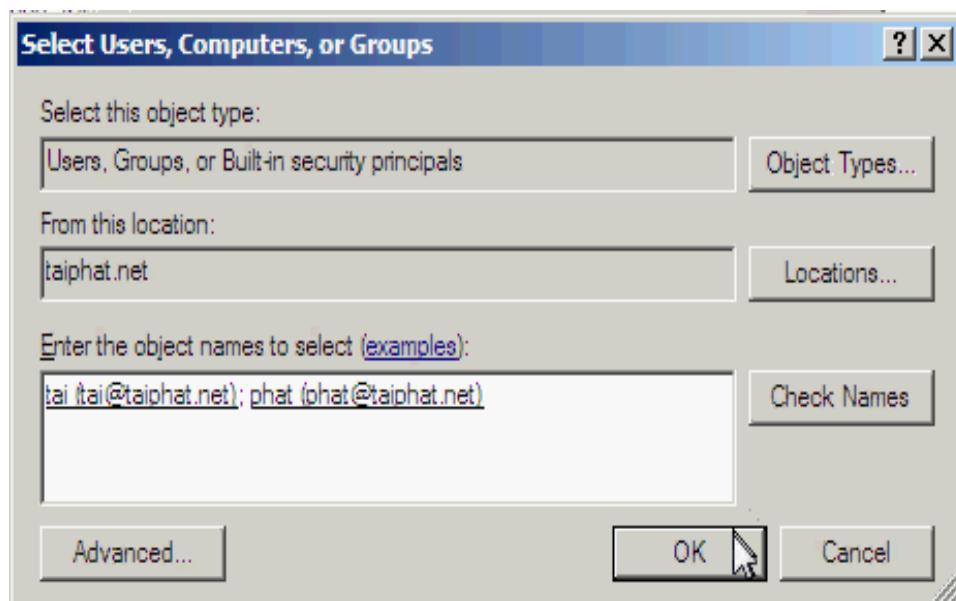 Select Users, Computers, or Groups
Select this object type:
Users, Groups, or Built-in security principals
Object Types...
From this location:
taiphat.net
Locations...
Enter the object names to select (examples):
tai (tai@taiphat.net); phat (phat@taiphat.net)
Check Names
Advanced...
OK
Cancel